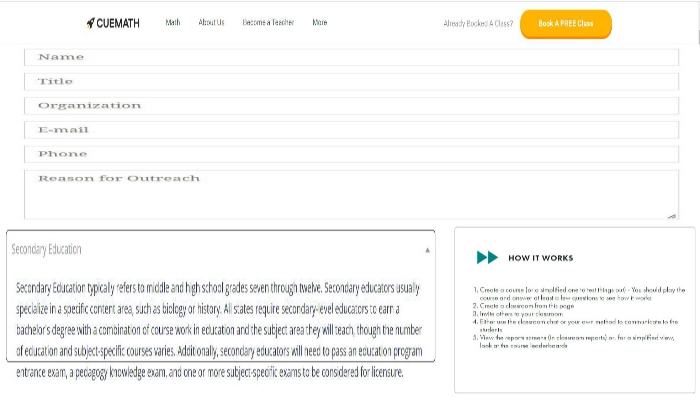 CUEMATH
Math
About Us
Become a Teacher
More
Already Booked A Class?
Book A FREE Class
Name
Title
Organization
E-mail
Phone
Reason for Outreach
Secondary Education
Secondary Education typically refers to middle and high school grades seven through twelve. Secondary educators usually
specialize in a specific content area, such as biology or history. All states require secondary-level educators to earn a
bachelor's degree with a combination of course work in education and the subject area they will teach, though the number
of education and subject-specific courses varies. Additionally, secondary educators will need to pass an education program
entrance exam, a pedagogy knowledge exam, and one or more subject-specific exams to be considered for licensure.
HOW IT WORKS
1. Create a course (or a simplified one to test things out) - You should play the
course and answer at least a few questions to see how it works
2. Create a classroom from this page
3. Invite others to your classroom
4. Either use the classroom chat or your own method to communicate to the
students
5. View the reports screens (in classroom reports) or, for a simplified view,
look at the course leaderboards